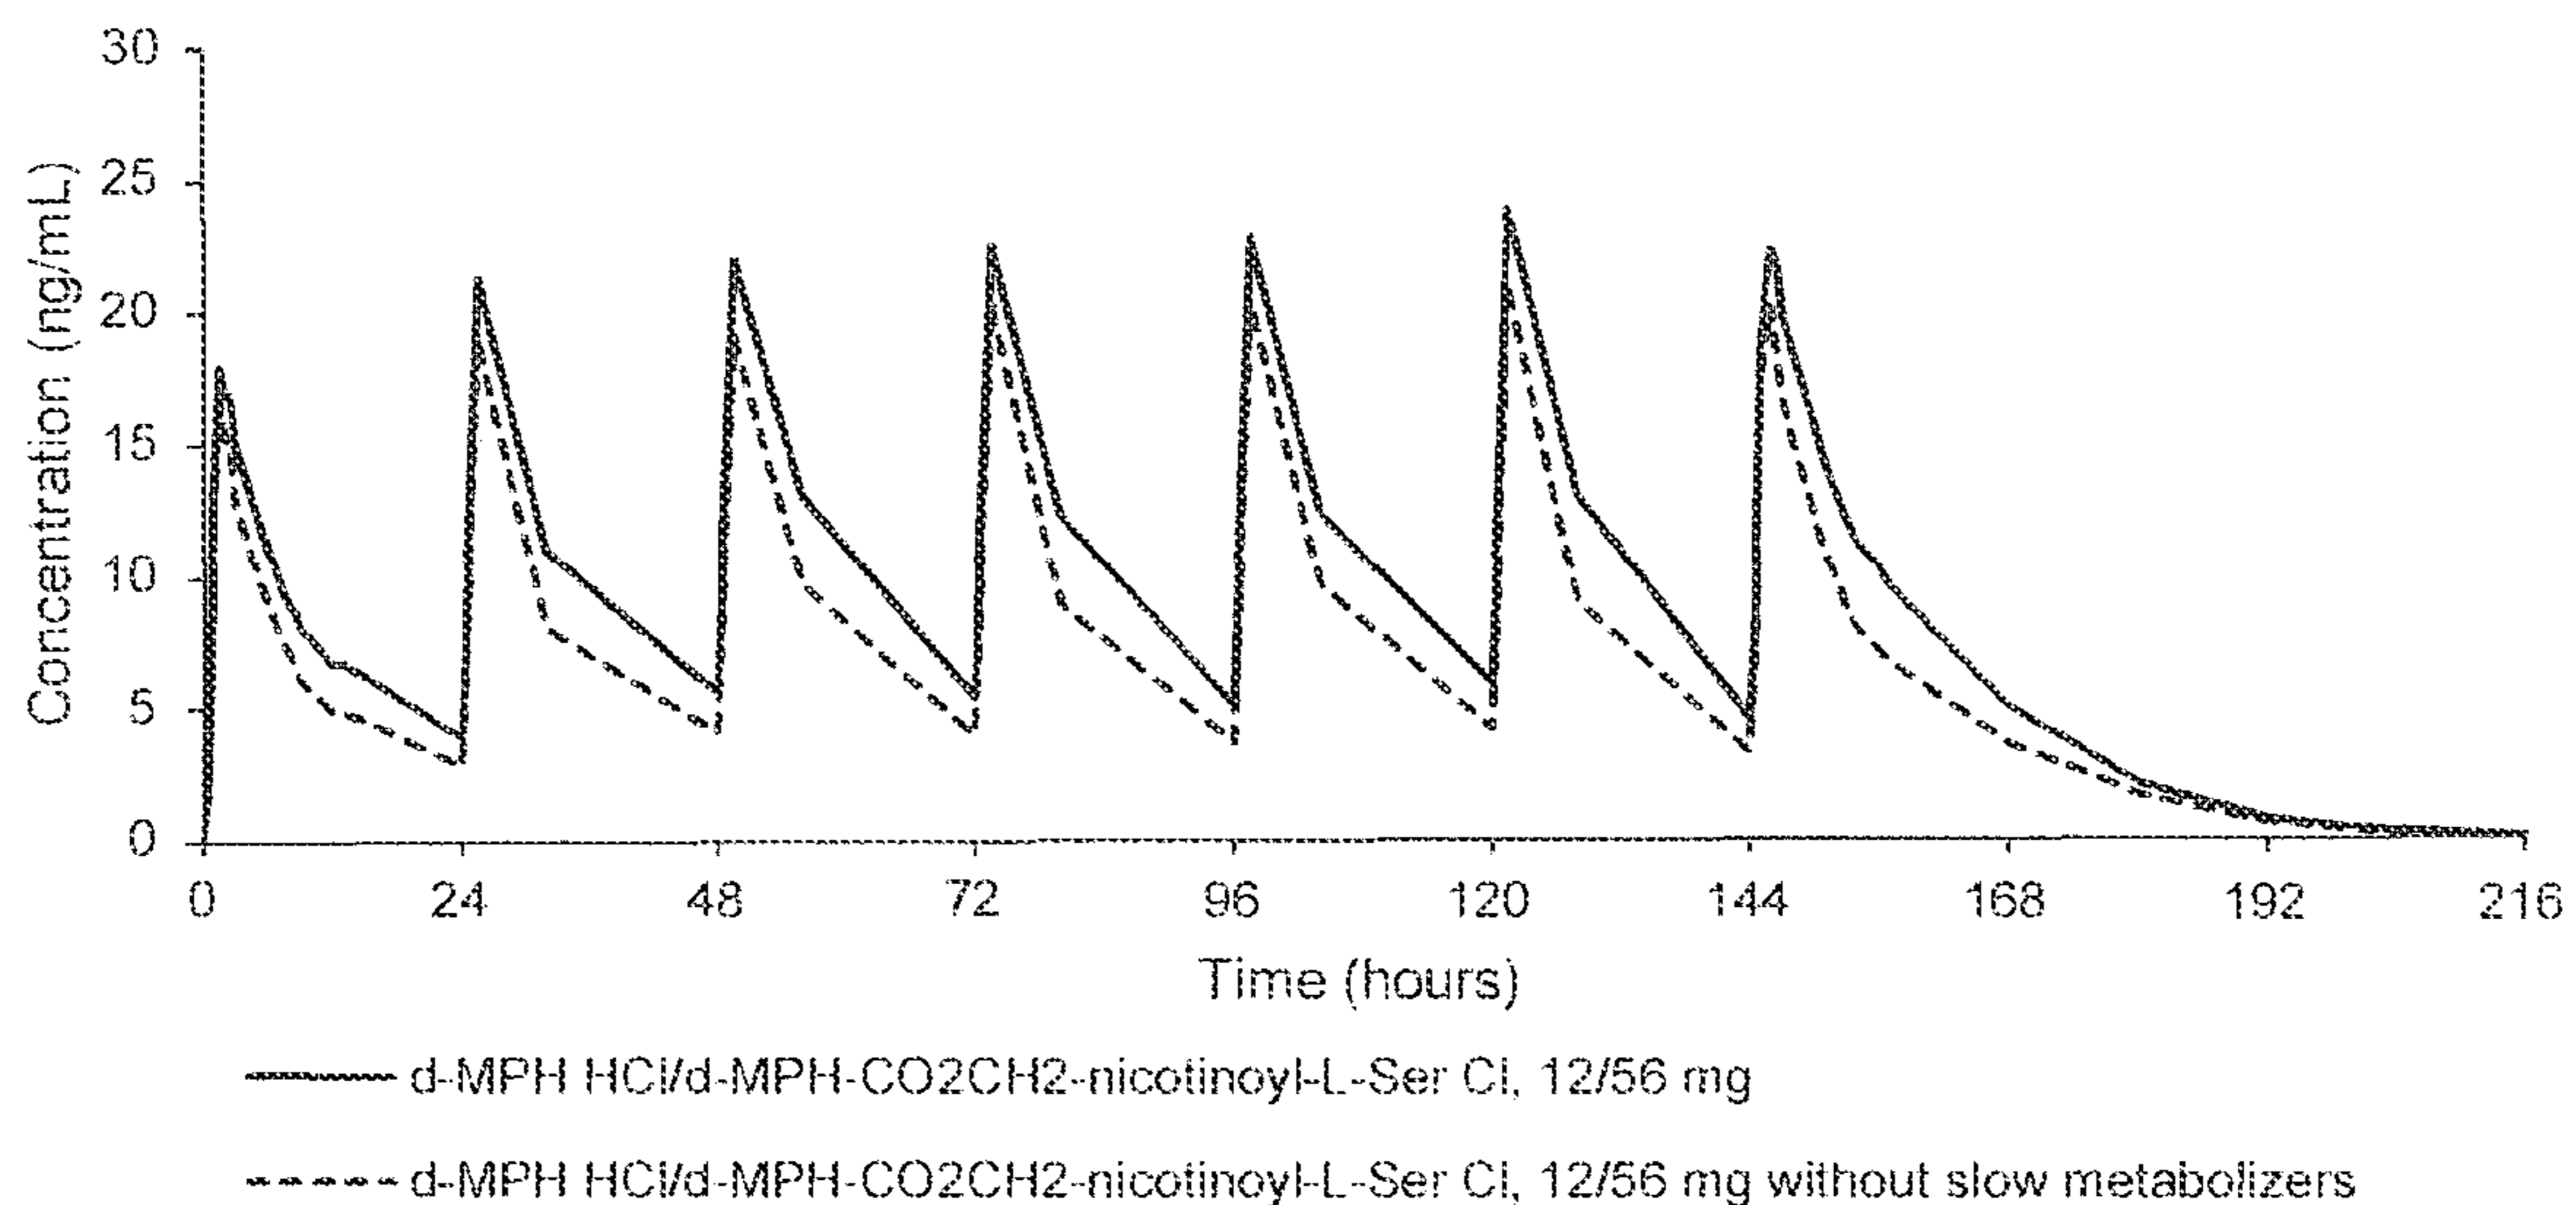 30
25
20
15
10
5
0
Concentration (ng/mL)
0 24 48 72 96 120 144 168 192 216
Time (hours)
d-MPH HCl/d-MPH-CO2CH2-nicotinoyl-L-Ser Cl, 12/56 mg
d-MPH HCl/d-MPH-CO2CH2-nicotinoyl-L-Ser Cl, 12/56 mg without slow metabolizers